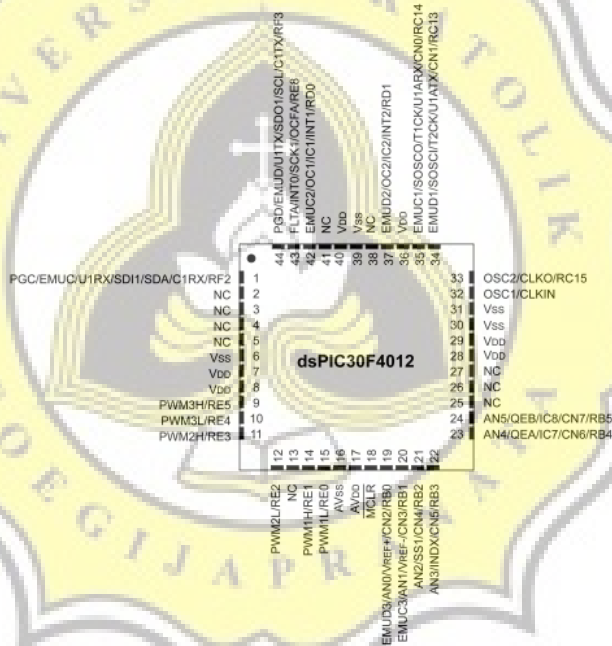 44 PGD/EMUD/U1TX/SDO1/SCL/C1TX/RF3
43 FLTA/INT0/SCK1/OCFA/RE8
42 EMUC2/OC1/IC1/INT1/RD0
41 NC
40 VDD
39 VSS
38 NC
37 EMUD2/OC2/IC2/INT2/RD1
36 VDD
35 EMUC1/SOSCO/T1CK/U1ARX/CN0/RC14
34 EMUD1/SOSCI/T2CK/U1ATX/CN1/RC13
PGC/EMUC/U1RX/SDI1/SDA/C1RX/RF2 1
NC 2
NC 3
NC 4
NC 5
VSS 6
VDD 7
VDD 8
PWM3H/RE5 9
PWM3L/RE4 10
PWM2H/RE3 11
dsPIC30F4012
33 OSC2/CLKO/RC15
32 OSC1/CLKIN
31 VSS
30 VSS
29 VDD
28 VDD
27 NC
26 NC
25 NC
24 AN5/QEB/IC8/CN7/RB5
23 AN4/QEA/IC7/CN6/RB4
PWM2L/RE2 12
NC 13
PWM1H/RE1 14
PWM1L/RE0 15
AVSS 16
AVDD 17
MCLR 18
EMUD3/AN0/VREF+/CN2/RB0 19
EMUC3/AN1/VREF-/CN3/RB1 20
AN2/SS1/CN4/RB2 21
AN3/INDX/CN5/RB3 22